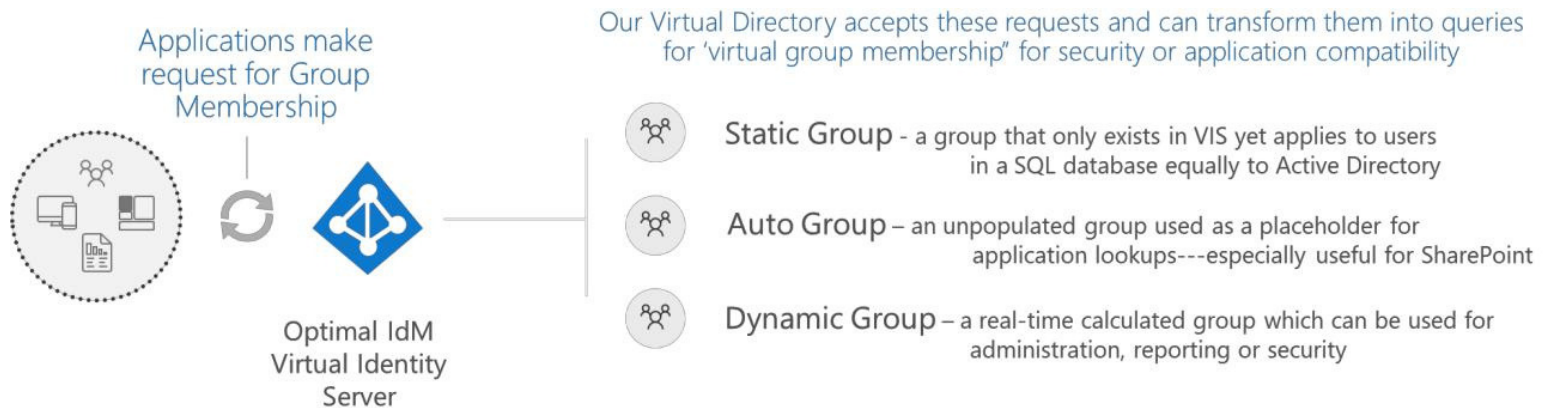 Applications make
request for Group
Membership
Optimal IdM
Virtual Identity
Server
Our Virtual Directory accepts these requests and can transform them into queries
for ‘virtual group membership” for security or application compatibility
Static Group - a group that only exists in VIS yet applies to users
in a SQL database equally to Active Directory
Auto Group – an unpopulated group used as a placeholder for
application lookups---especially useful for SharePoint
Dynamic Group – a real-time calculated group which can be used for
administration, reporting or security